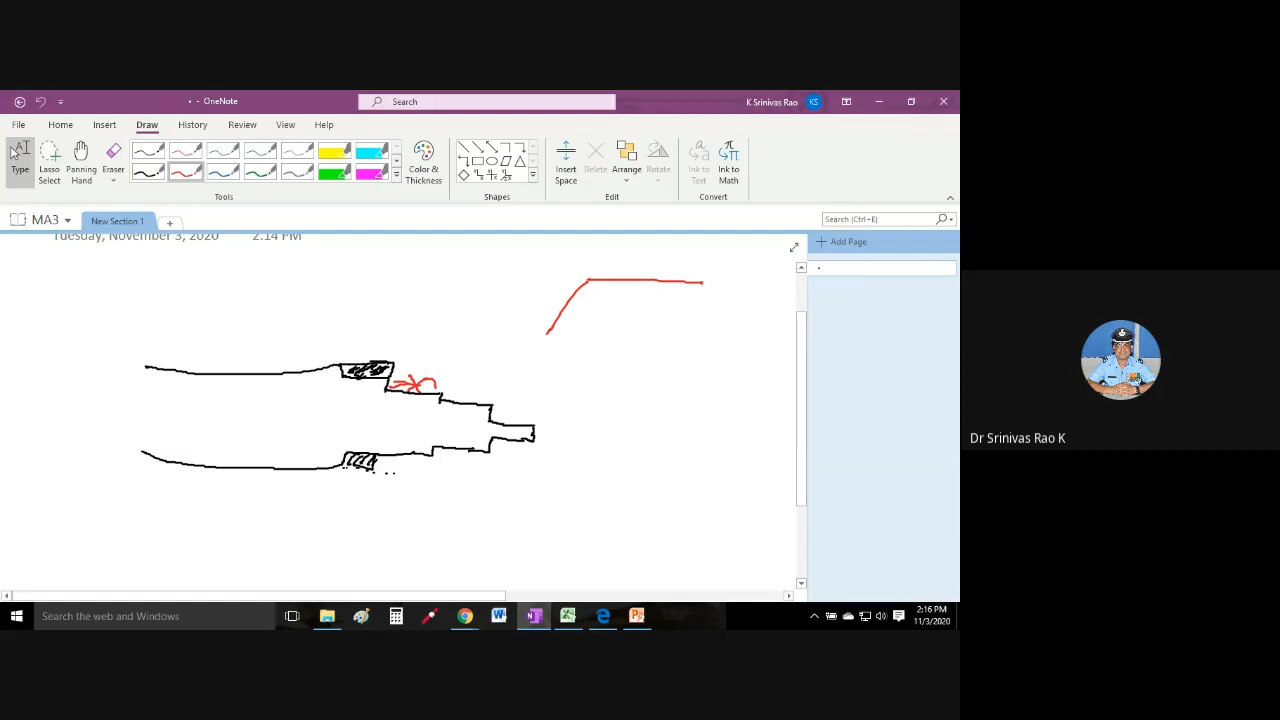 - OneNote
Search
K Srinivas Rao
KS
File
Home
Insert
Draw
History
Review
View
Help
Type
Lasso
Select
Panning
Hand
Eraser
Color &
Thickness
Insert
Space
Delete
Arrange
Rotate
Ink to
Text
Ink to
Math
Tools
Shapes
Edit
Convert
MA3
New Section 1
Search (Ctrl+E)
Tuesday, November 3, 2020 2:14 PM
Add Page
Dr Srinivas Rao K
Search the web and Windows
2:16 PM
11/3/2020